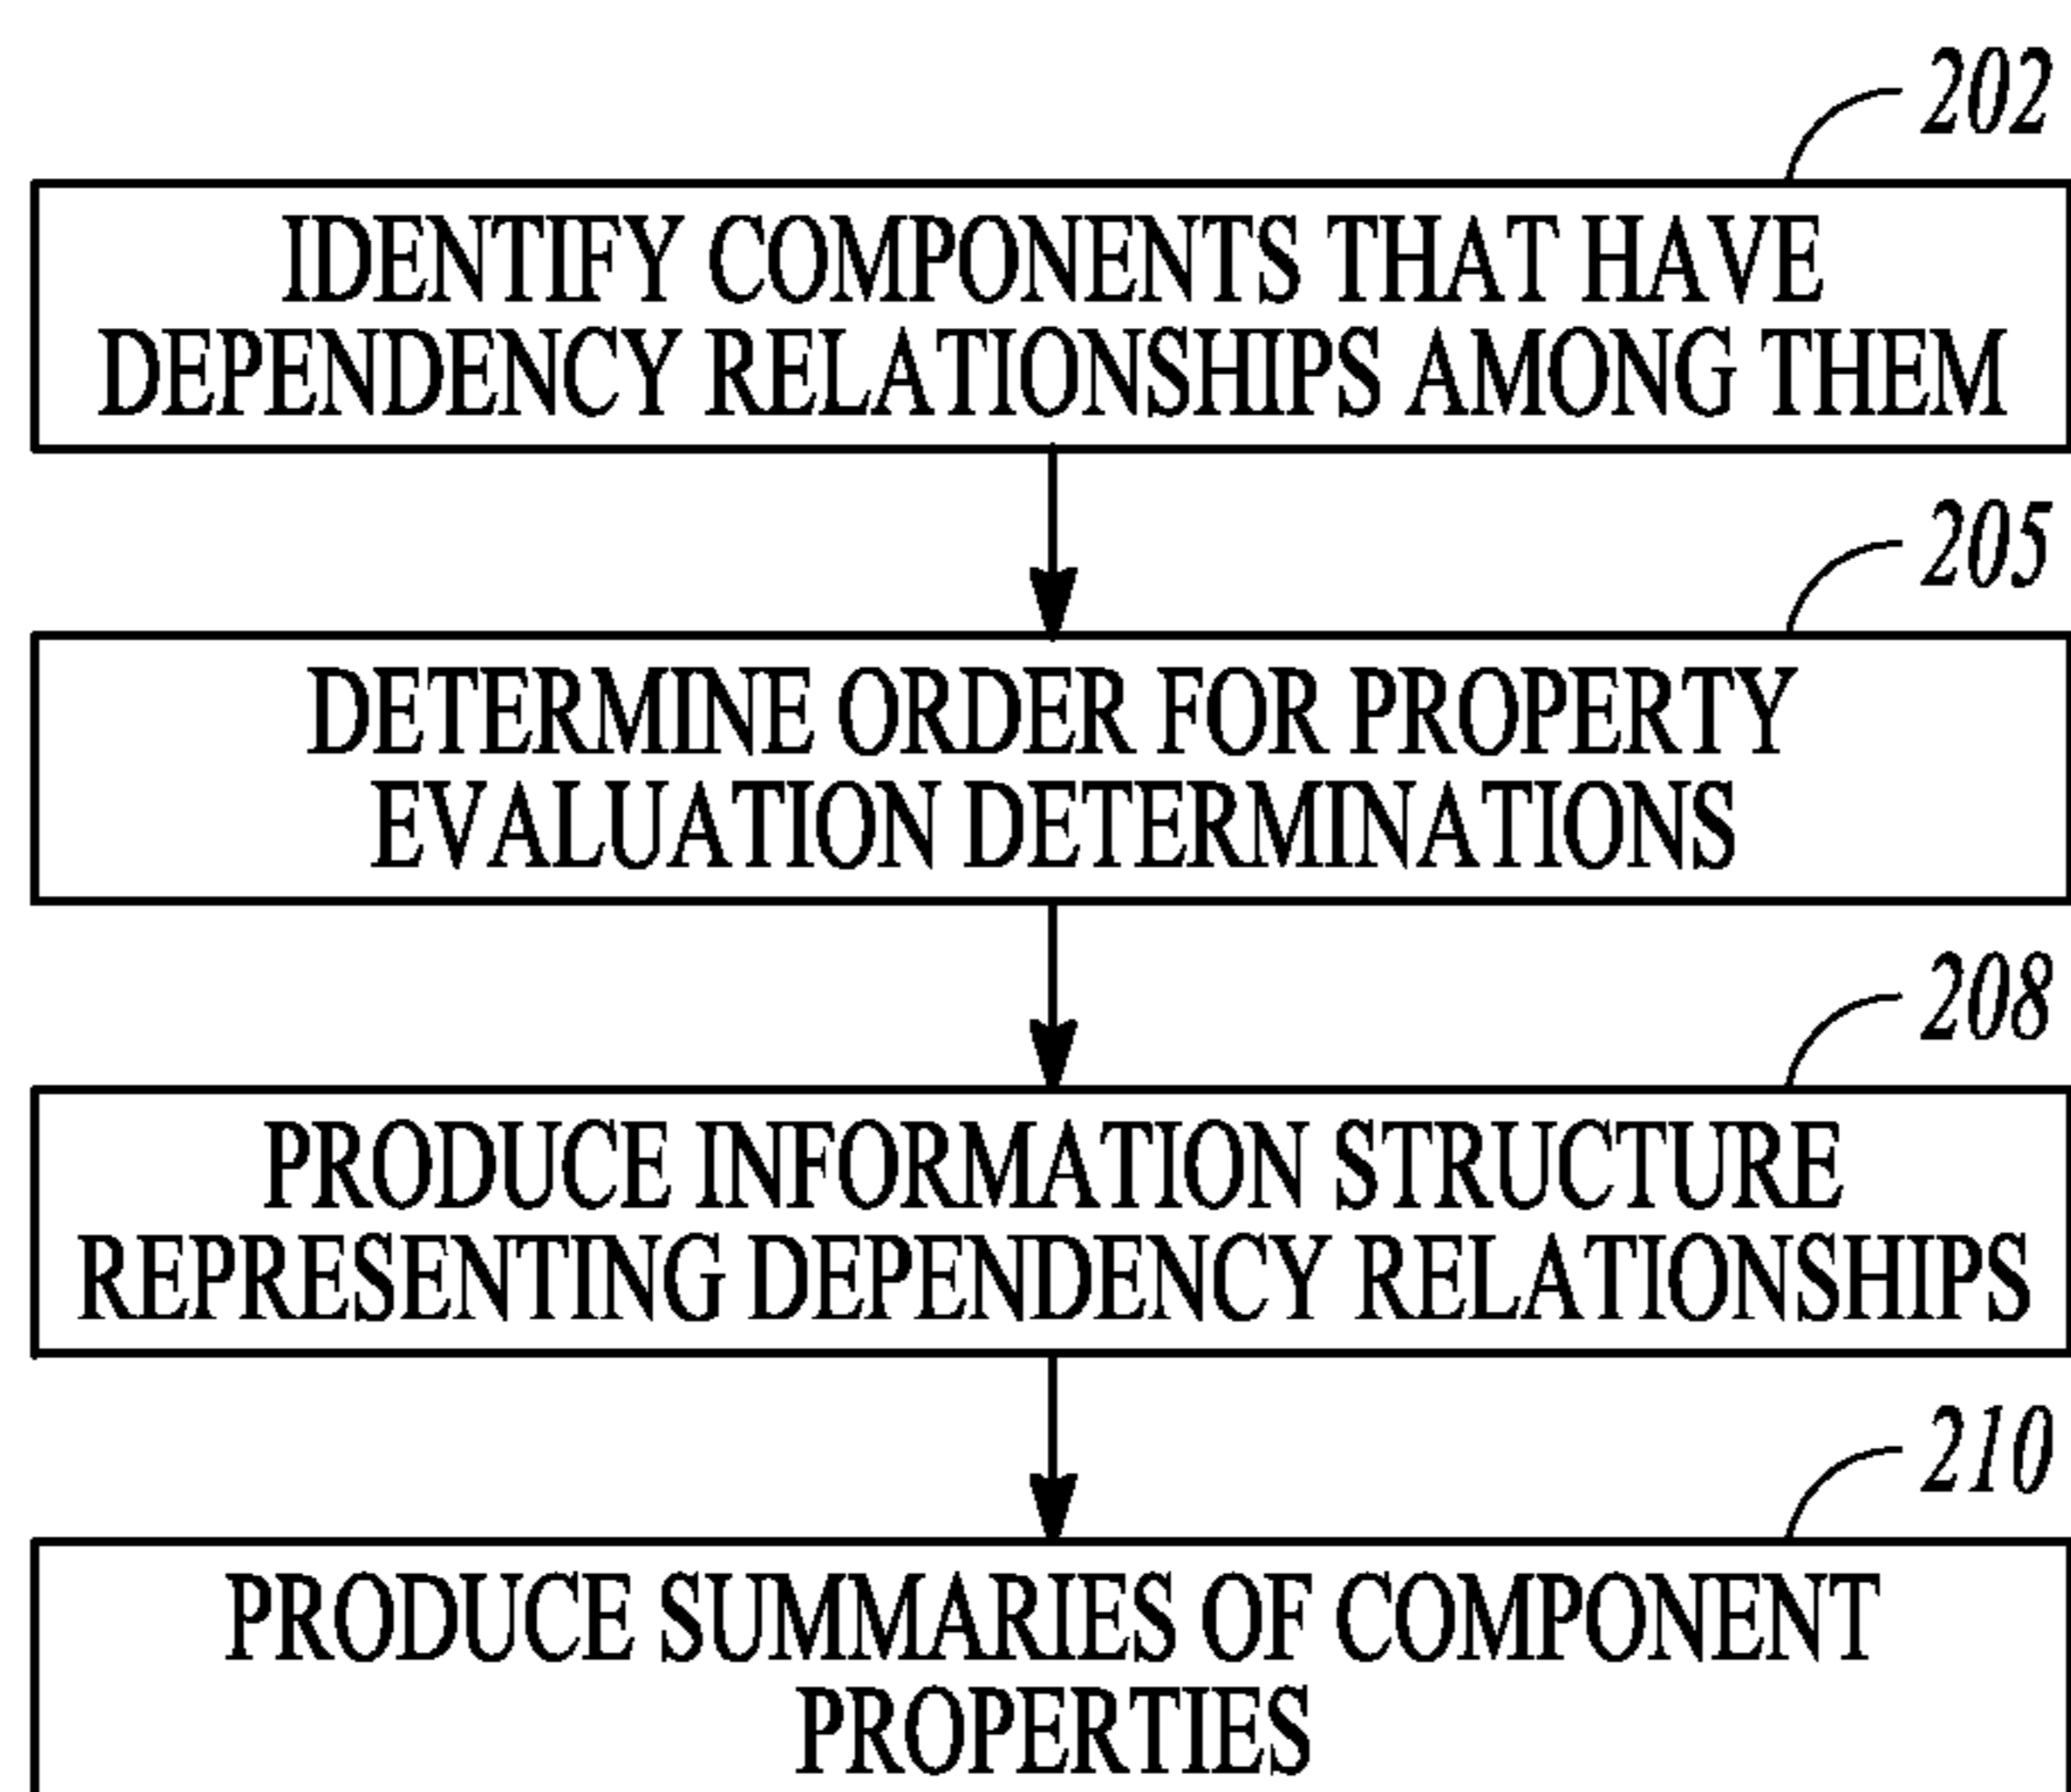 202
IDENTIFY COMPONENTS THAT HAVE
DEPENDENCY RELATIONSHIPS AMONG THEM
205
DETERMINE ORDER FOR PROPERTY
EVALUATION DETERMINATIONS
208
PRODUCE INFORMATION STRUCTURE
REPRESENTING DEPENDENCY RELATIONSHIPS
210
PRODUCE SUMMARIES OF COMPONENT
PROPERTIES